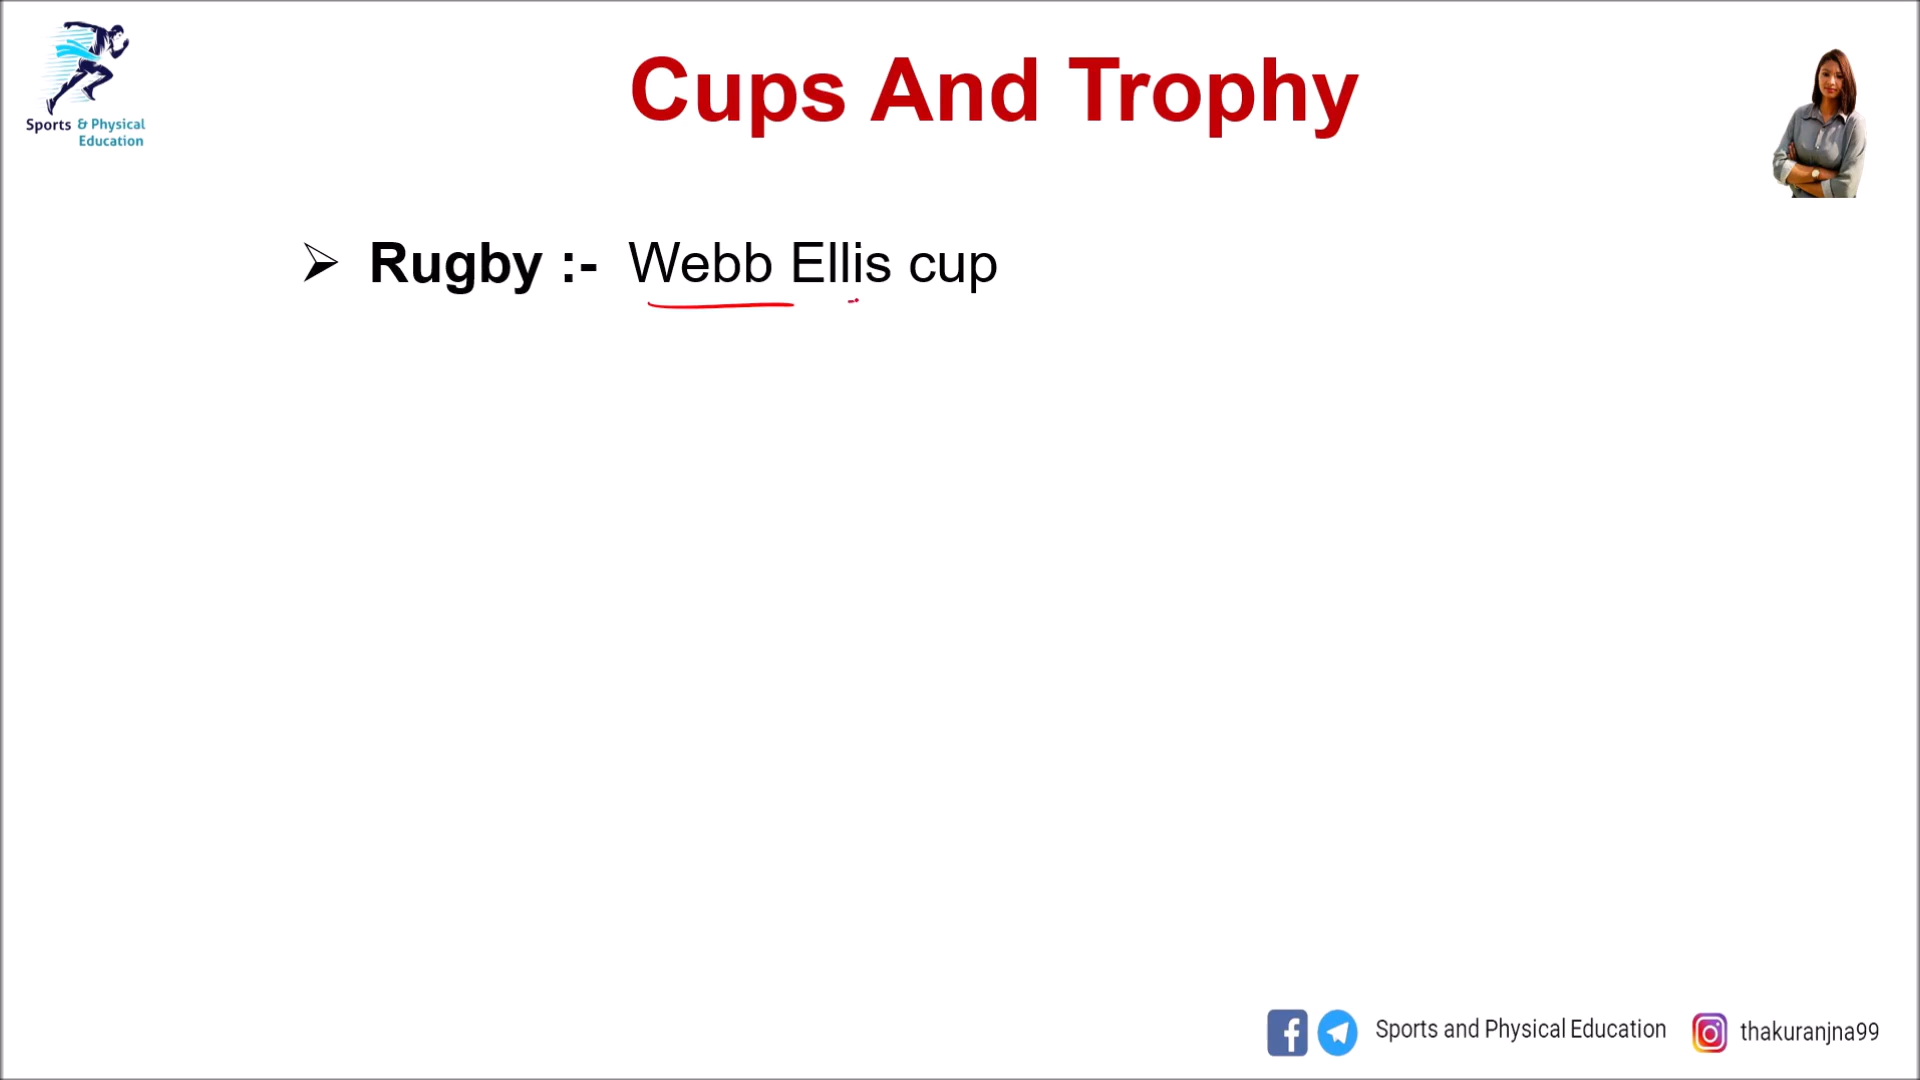 Cups And Trophy
Sports & Physical
Education
Rugby :- Webb Ellis cup
Sports and Physical Education
thakuranjna99